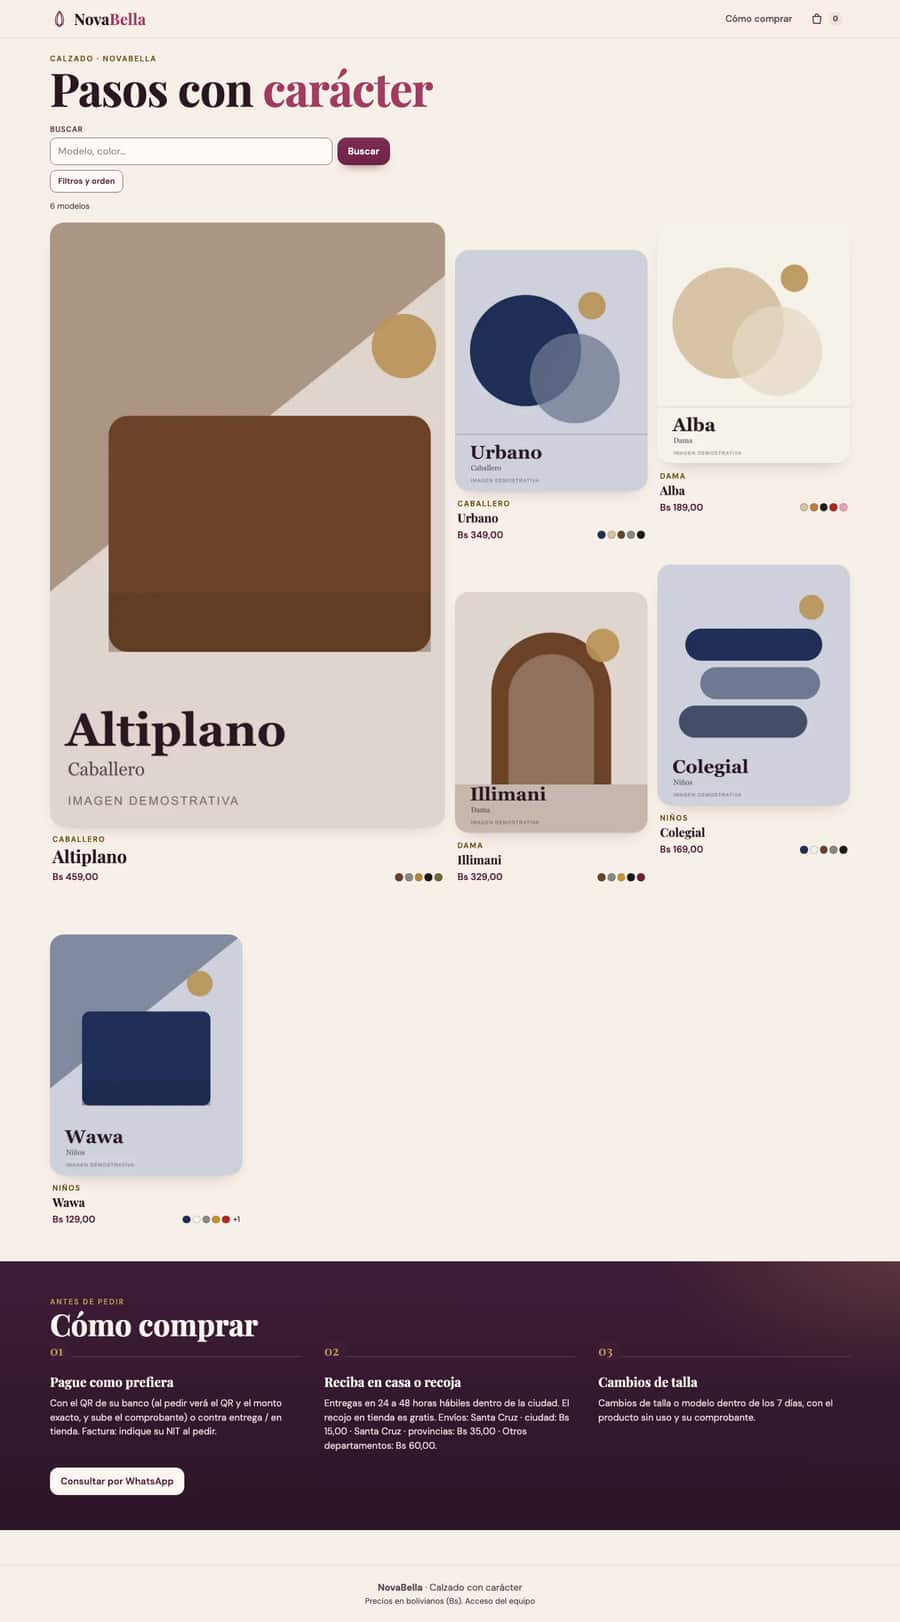 NovaBella
Cómo comprar
0
CALZADO · NOVABELLA
Pasos con carácter
BUSCAR
Modelo, color...
Buscar
Filtros y orden
6 modelos
Altiplano
Caballero
IMAGEN DEMOSTRATIVA
CABALLERO
Altiplano
Bs 459,00
Urbano
Caballero
IMAGEN DEMOSTRATIVA
CABALLERO
Urbano
Bs 349,00
Alba
Dama
IMAGEN DEMOSTRATIVA
DAMA
Alba
Bs 189,00
Illimani
Dama
IMAGEN DEMOSTRATIVA
DAMA
Illimani
Bs 329,00
Colegial
Niños
IMAGEN DEMOSTRATIVA
NIÑOS
Colegial
Bs 169,00
Wawa
Niños
IMAGEN DEMOSTRATIVA
NIÑOS
Wawa
Bs 129,00
+1
ANTES DE PEDIR
Cómo comprar
01
Pague como prefiera
Con el QR de su banco (al pedir verá el QR y el monto
exacto, y sube el comprobante) o contra entrega / en
tienda. Factura: indique su NIT al pedir.
02
Reciba en casa o recoja
Entregas en 24 a 48 horas hábiles dentro de la ciudad. El
recojo en tienda es gratis. Envíos: Santa Cruz · ciudad: Bs
15,00 · Santa Cruz · provincias: Bs 35,00 · Otros
departamentos: Bs 60,00.
03
Cambios de talla
Cambios de talla o modelo dentro de los 7 días, con el
producto sin uso y su comprobante.
Consultar por WhatsApp
NovaBella · Calzado con carácter
Precios en bolivianos (Bs). Acceso del equipo